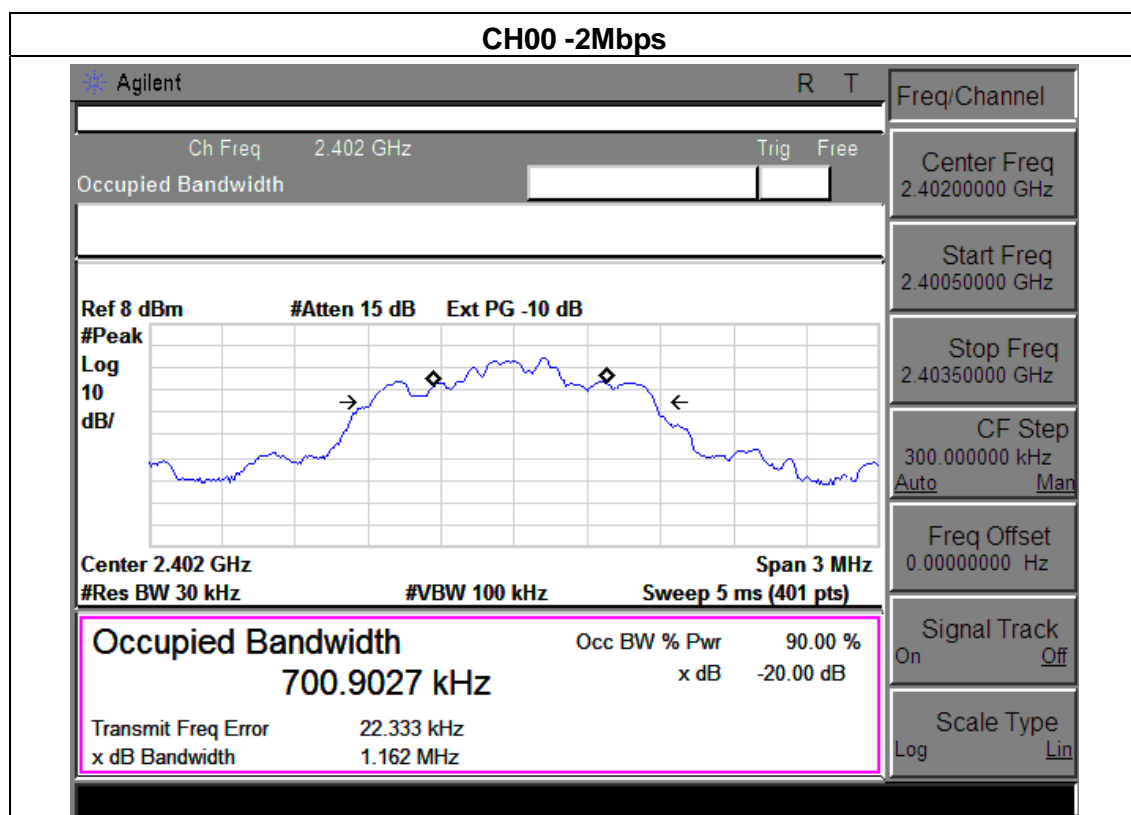 CH00 -2Mbps
Agilent R T
Ch Freq 2.402 GHz Trig Free
Occupied Bandwidth
Ref 8 dBm #Atten 15 dB Ext PG -10 dB
#Peak
Log
10
dB/
Center 2.402 GHz Span 3 MHz
#Res BW 30 kHz #VBW 100 kHz Sweep 5 ms (401 pts)
Occupied Bandwidth Occ BW % Pwr 90.00 %
700.9027 kHz x dB -20.00 dB
Transmit Freq Error 22.333 kHz
x dB Bandwidth 1.162 MHz
Freq/Channel
Center Freq
2.40200000 GHz
Start Freq
2.40050000 GHz
Stop Freq
2.40350000 GHz
CF Step
300.000000 kHz
Auto Man
Freq Offset
0.00000000 Hz
Signal Track
On Off
Scale Type
Log Lin